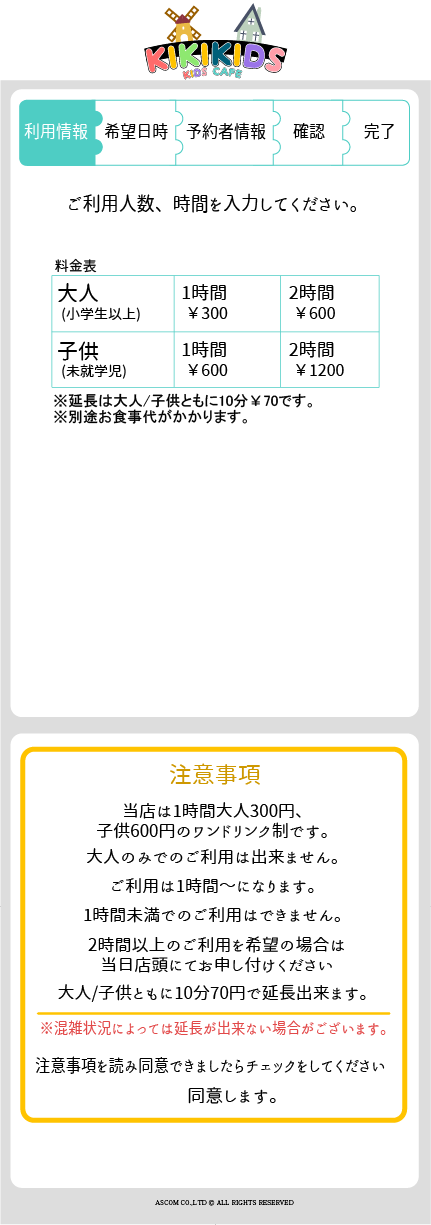 KIKIKIDS
KIDS CAFE
利用情報 希望日時 予約者情報 確認 完了
ご利用人数、時間を入力してください。
料金表
大人 1時間 2時間
(小学生以上) ￥300 ￥600
子供 1時間 2時間
(未就学児) ￥600 ￥1200
※延長は大人/子供ともに10分￥70です。
※別途お食事代がかかります。
注意事項
当店は1時間大人300円、
子供600円のワンドリンク制です。
大人のみでのご利用は出来ません。
ご利用は1時間〜になります。
1時間未満でのご利用はできません。
2時間以上のご利用を希望の場合は
当日店頭にてお申し付けください
大人/子供ともに10分70円で延長出来ます。
※混雑状況によっては延長が出来ない場合がございます。
注意事項を読み同意できましたらチェックをしてください
同意します。
ASCOM CO.,LTD © ALL RIGHTS RESERVED